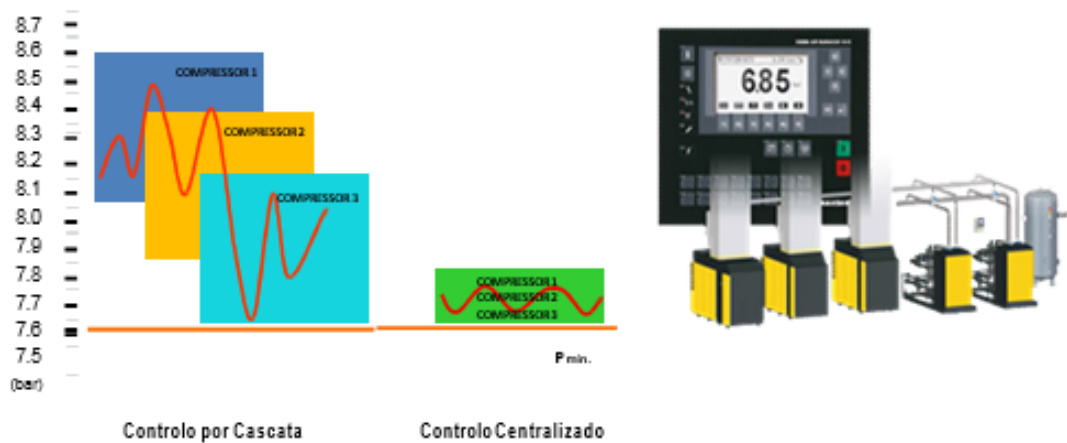 8.7
8.6
8.5
8.4
8.3
8.2
8.1
8.0
7.9
7.8
7.7
7.6
7.5
(bar)
COMPRESSOR 1
COMPRESSOR 2
COMPRESSOR 3
COMPRESSOR 1
COMPRESSOR 2
COMPRESSOR 3
P min.
Controlo por Cascata
Controlo Centralizado
6.85